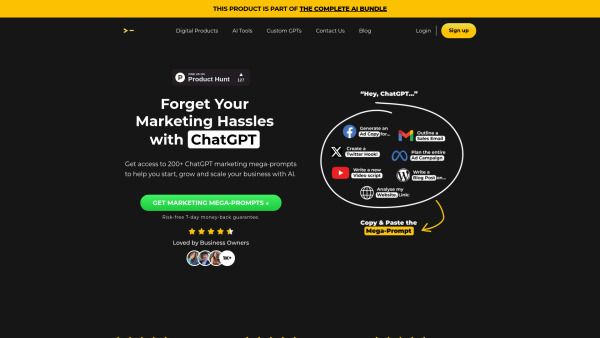 THIS PRODUCT IS PART OF THE COMPLETE AI BUNDLE
Digital Products
AI Tools
Custom GPTs
Contact Us
Blog
Login
Sign up
FIND US ON
Product Hunt
127
Forget Your
Marketing Hassles
with ChatGPT
Get access to 200+ ChatGPT marketing mega-prompts
to help you start, grow and scale your business with AI.
GET MARKETING MEGA-PROMPTS »
Risk-free 7-day money-back guarantee.
Loved by Business Owners
1K+
"Hey, ChatGPT..."
Generate an
Ad Copy for...
Outline a
Sales Email
Create a
Twitter Hook:
Plan the entire
Ad Campaign
Write a new
Video script
Write a
Blog Post on...
Analyse my
Website Link:
Copy & Paste the
Mega-Prompt